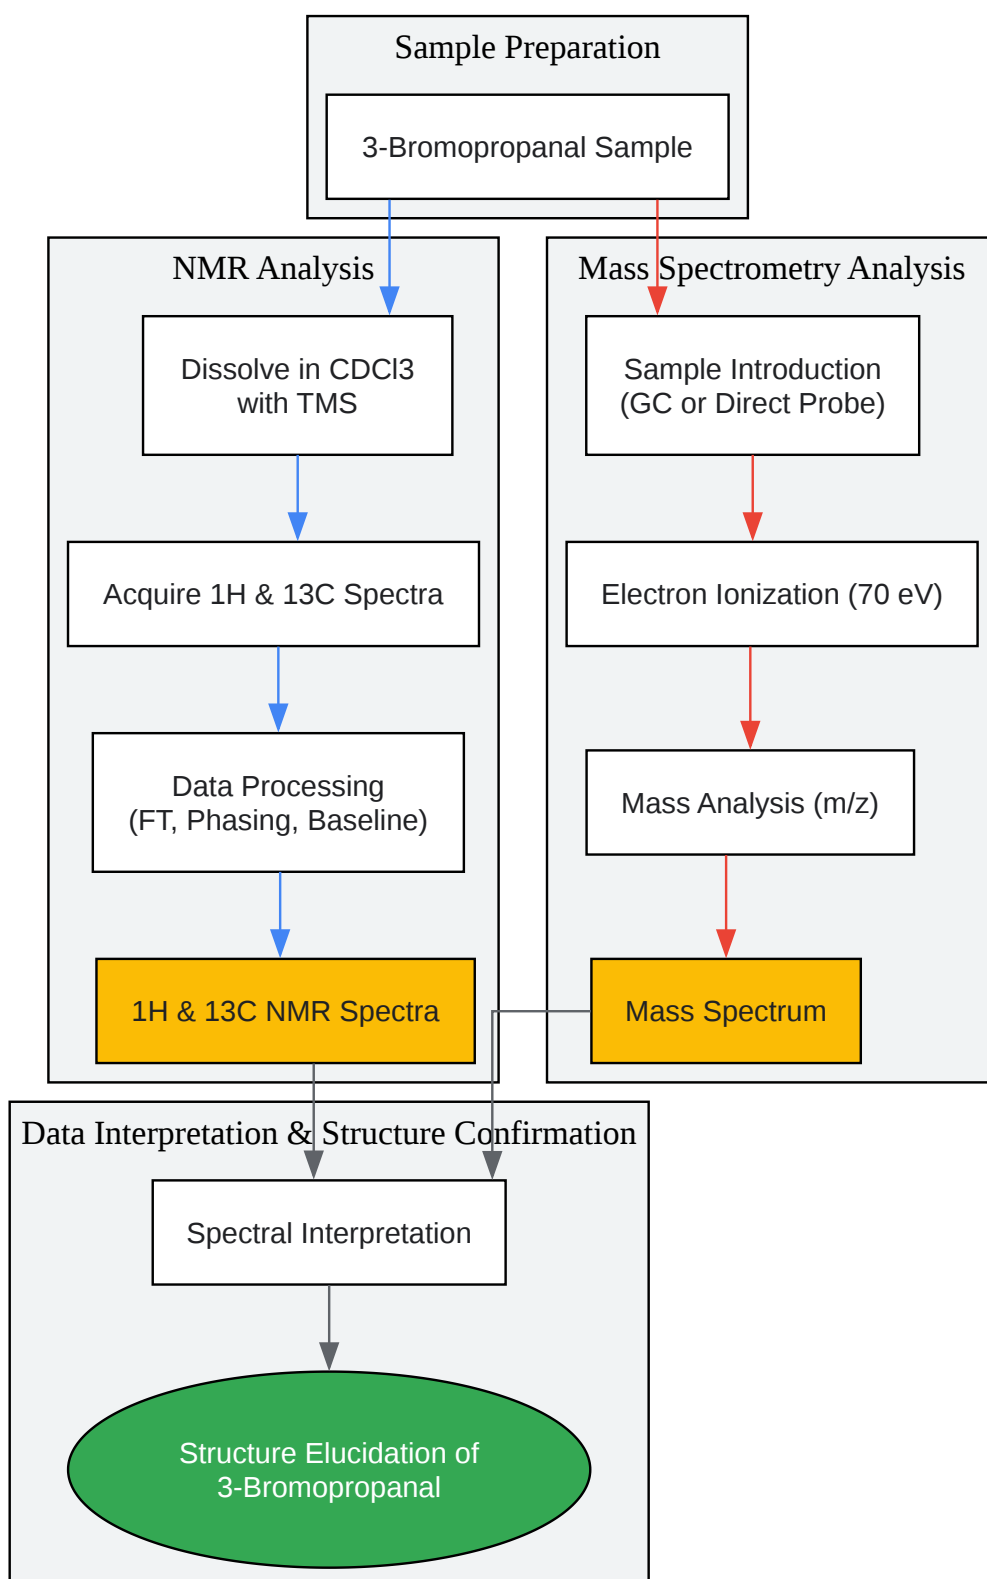 Sample Preparation
3-Bromopropanal Sample
NMR Analysis
Dissolve in CDCl3
with TMS
Acquire 1H & 13C Spectra
Data Processing
(FT, Phasing, Baseline)
1H & 13C NMR Spectra
Mass Spectrometry Analysis
Sample Introduction
(GC or Direct Probe)
Electron Ionization (70 eV)
Mass Analysis (m/z)
Mass Spectrum
Data Interpretation & Structure Confirmation
Spectral Interpretation
Structure Elucidation of
3-Bromopropanal